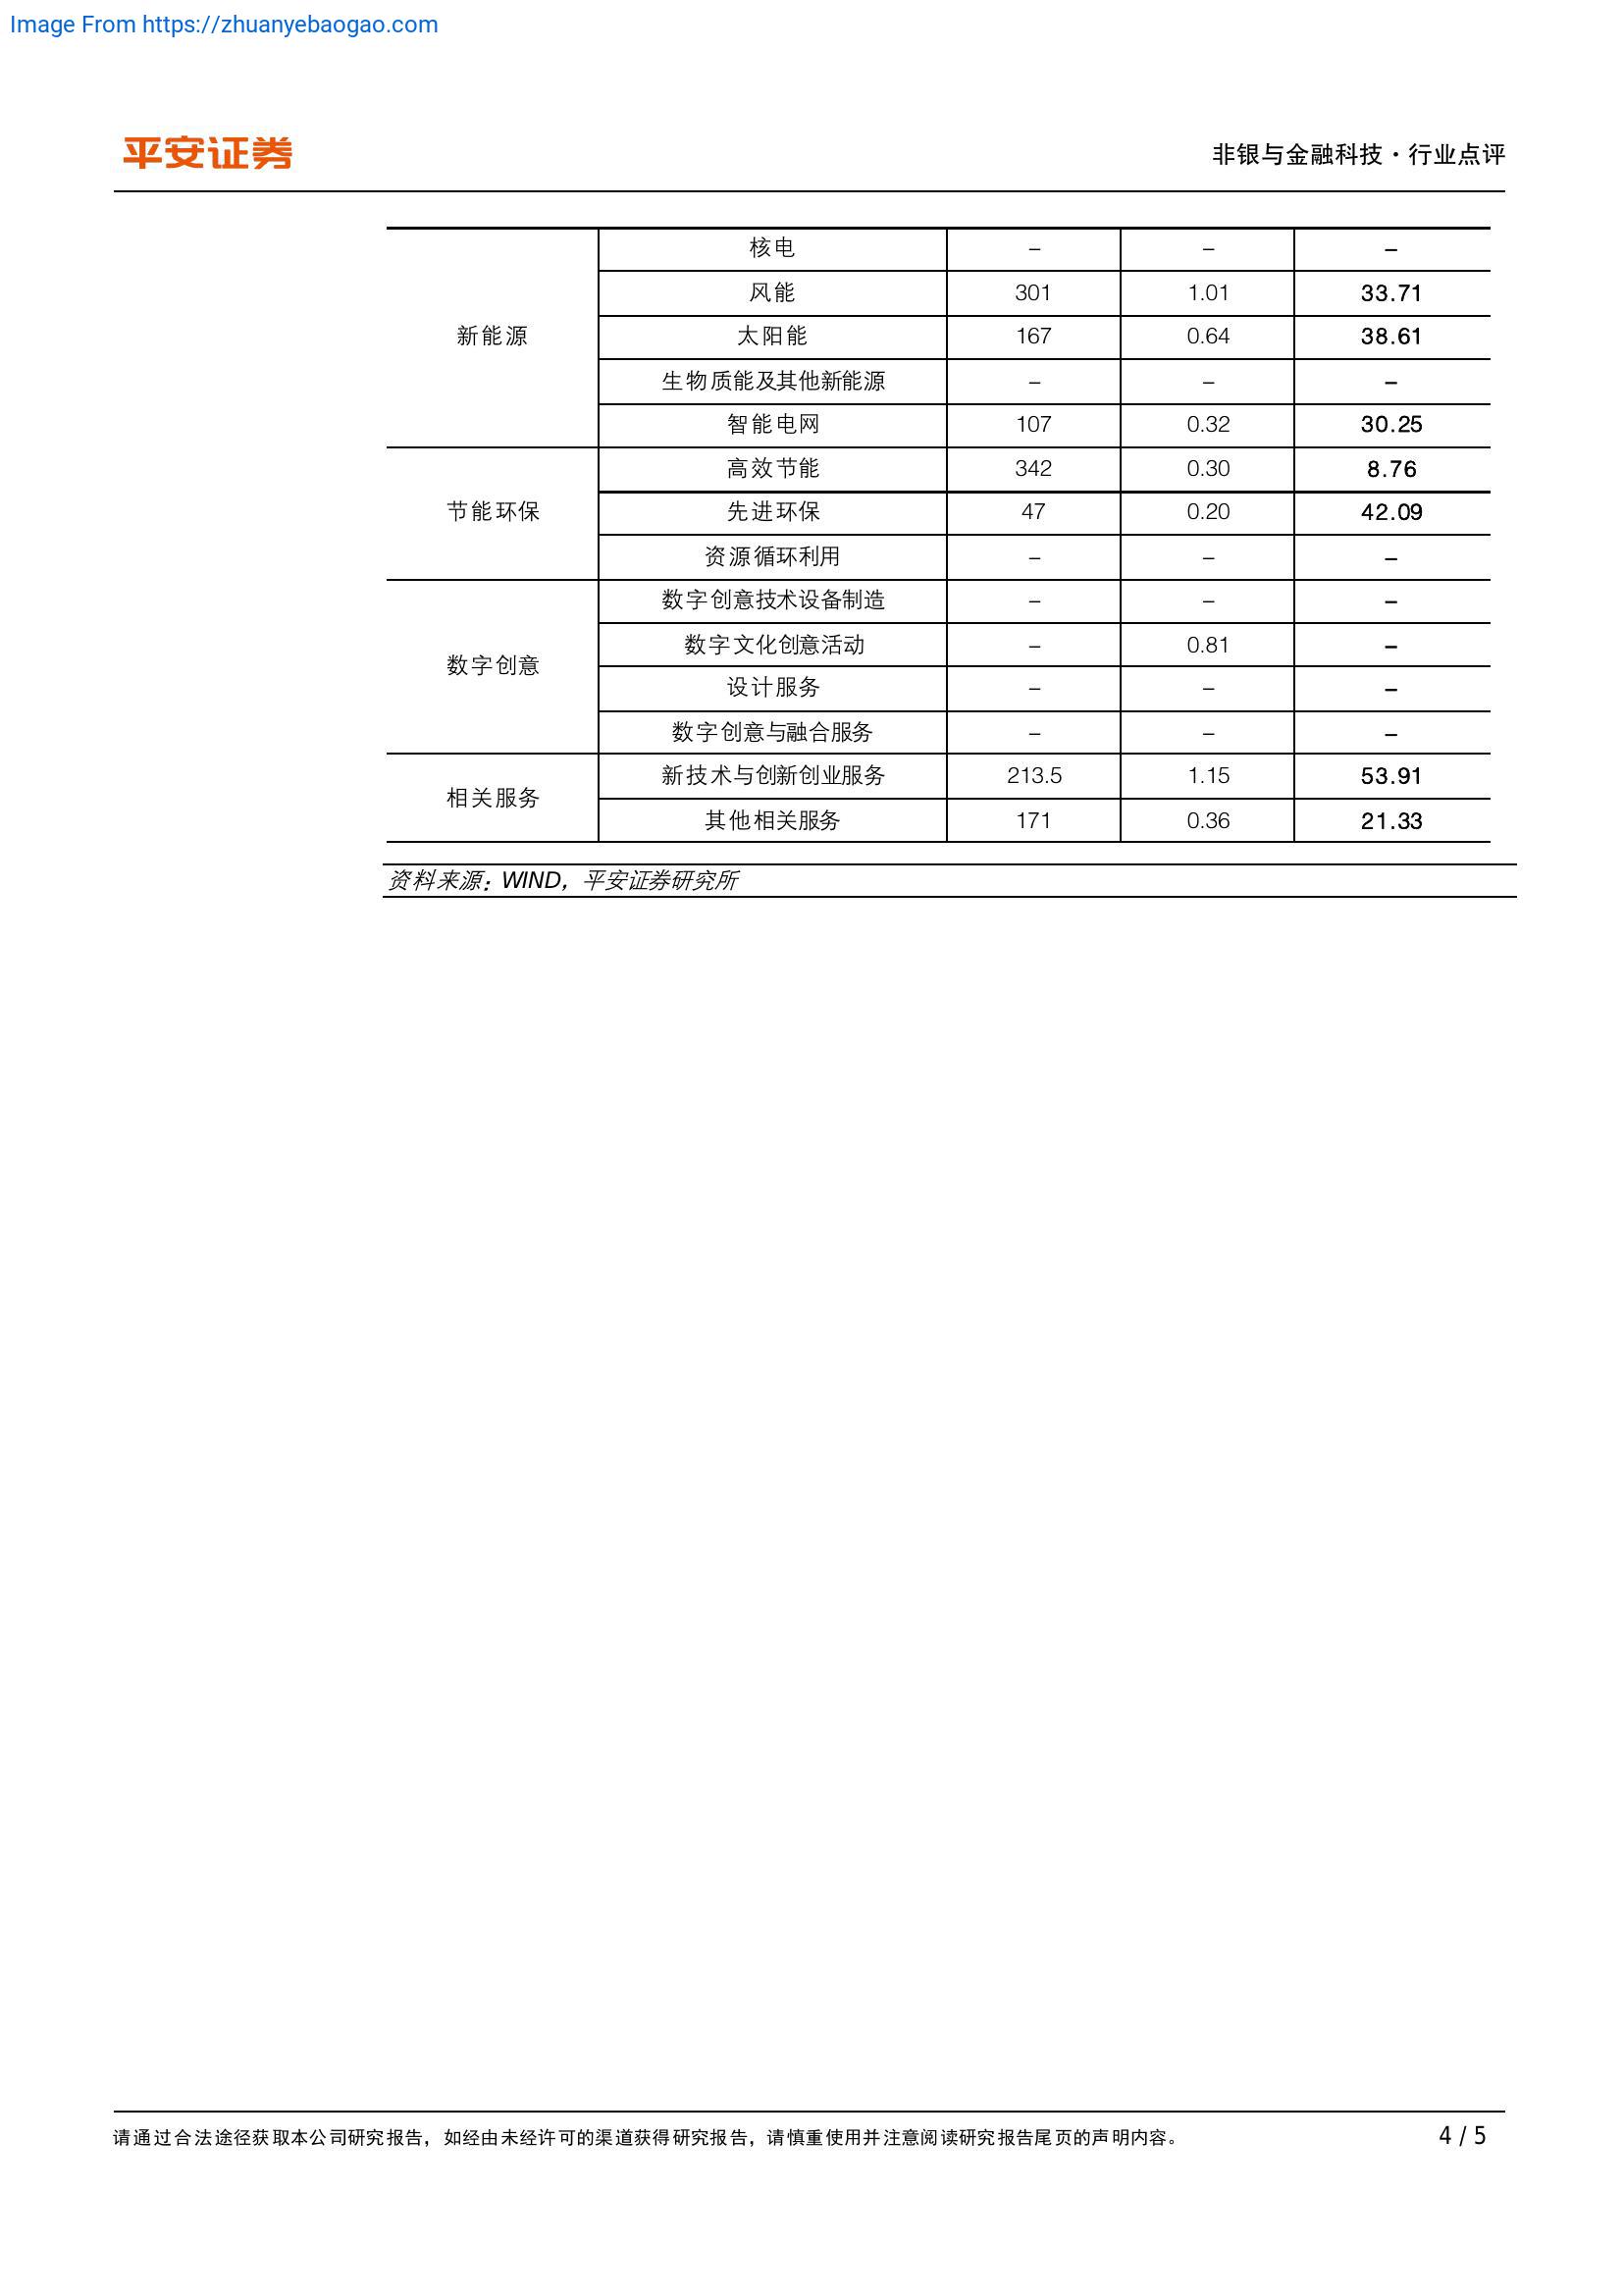 Image From https://zhuanyebaogao.com
平安证券
非银与金融科技·行业点评
新能源
核电 – – –
风能 301 1.01 33.71
太阳能 167 0.64 38.61
生物质能及其他新能源 – – –
智能电网 107 0.32 30.25
节能环保
高效节能 342 0.30 8.76
先进环保 47 0.20 42.09
资源循环利用 – – –
数字创意
数字创意技术设备制造 – – –
数字文化创意活动 – 0.81 –
设计服务 – – –
数字创意与融合服务 – – –
相关服务
新技术与创新创业服务 213.5 1.15 53.91
其他相关服务 171 0.36 21.33
资料来源：WIND，平安证券研究所
请通过合法途径获取本公司研究报告，如经由未经许可的渠道获得研究报告，请慎重使用并注意阅读研究报告尾页的声明内容。
4 / 5